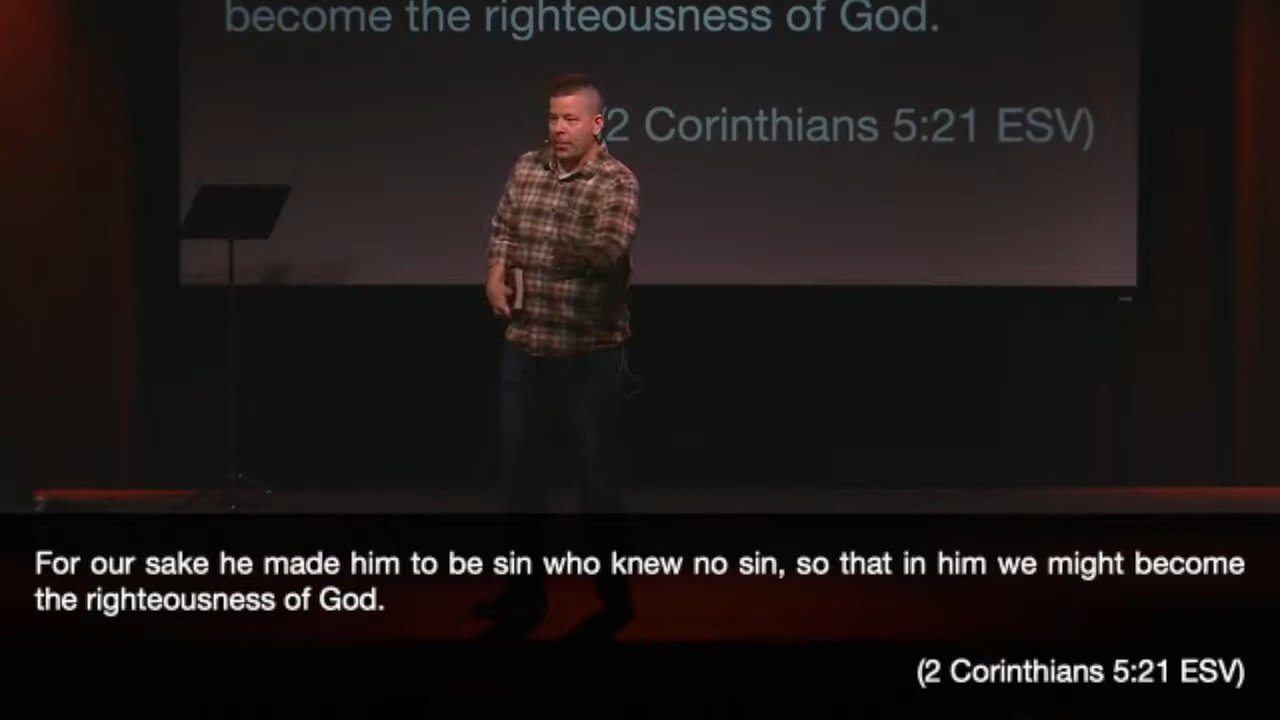 become the righteousness of God.
(2 Corinthians 5:21 ESV)
For our sake he made him to be sin who knew no sin, so that in him we might become
the righteousness of God.
(2 Corinthians 5:21 ESV)